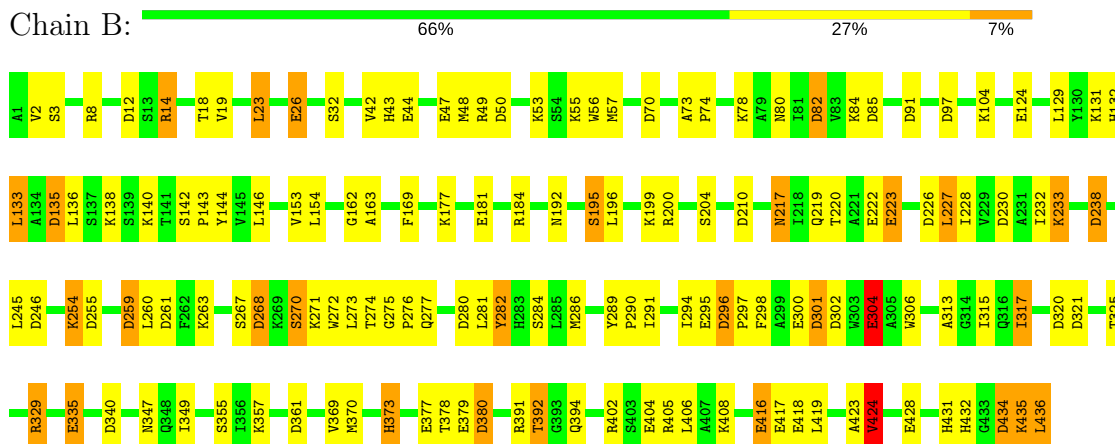 Chain B:
66% 27% 7%
A1 V2 S3 R8 D12 S13 R14 T18 V19 L23 E26 S32 V42 H43 E44 E47 M48 R49 D50 K53 S54 K55 W56 M57 D70 A73 P74 K78 A79 N80 I81 D82 V83 K84 D85 D91 D97 K104 E124 L129 Y130 K131 H132
L133 A134 D135 L136 S137 K138 S139 K140 T141 S142 P143 Y144 V145 L146 V153 L154 G162 A163 F169 K177 E181 R184 N192 S195 L196 K199 R200 S204 D210 N217 I218 Q219 T220 A221 E222 E223 D226 L227 I228 V229 D230 A231 I232 K233 D238
L245 D246 K254 D255 D259 L260 D261 F262 K263 S267 D268 K269 S270 K271 W272 L273 T274 G275 P276 Q277 D280 L281 Y282 H283 S284 L285 M286 Y289 P290 I291 I294 E295 D296 P297 F298 A299 E300 D301 D302 W303 E304 A305 W306 A313 G314 I315 Q316 I317 D320 D321 T325
R329 E335 D340 N347 Q348 I349 S355 I356 K357 D361 V369 M370 H373 E377 T378 E379 D380 R391 T392 G393 Q394 R402 S403 E404 R405 L406 A407 K408 E416 E417 E418 L419 A423 V424 E428 H431 H432 G433 D434 K435 L436